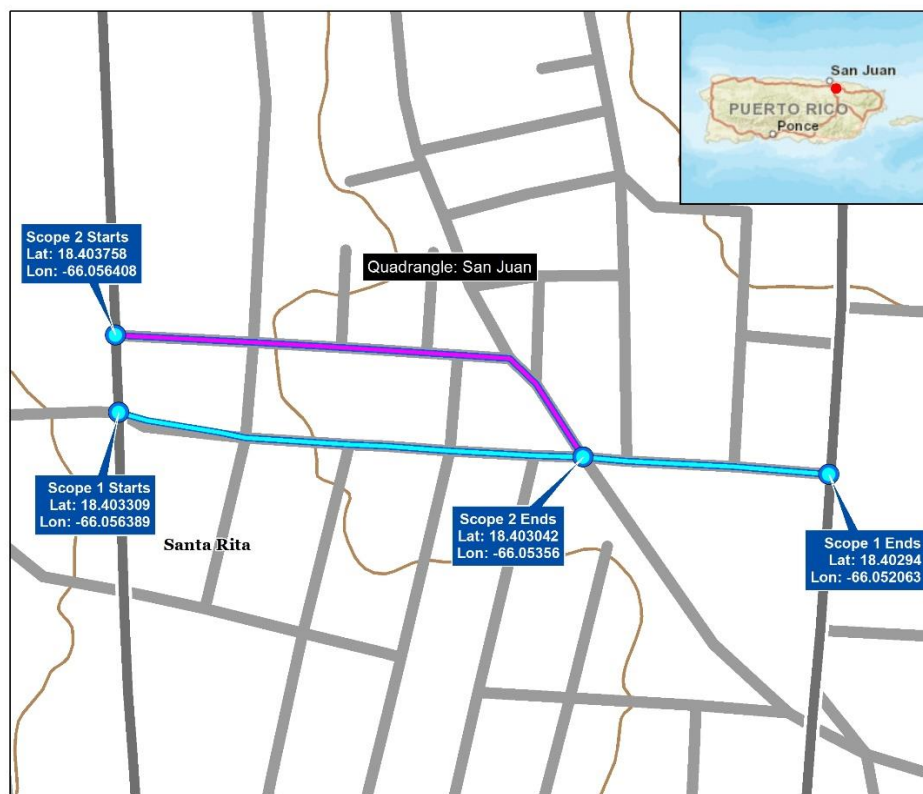 San Juan
PUERTO RICO
Ponce
Scope 2 Starts
Lat: 18.403758
Lon: -66.056408
Quadrangle: San Juan
Scope 1 Starts
Lat: 18.403309
Lon: -66.056389
Santa Rita
Scope 2 Ends
Lat: 18.403042
Lon: -66.05356
Scope 1 Ends
Lat: 18.40294
Lon: -66.052063